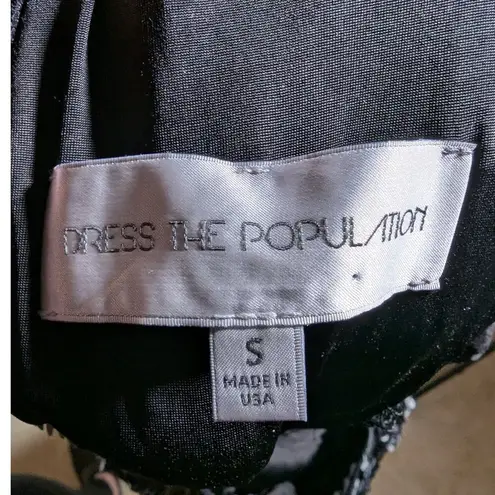 DRESS THE POPULATION
S
MADE IN
USA